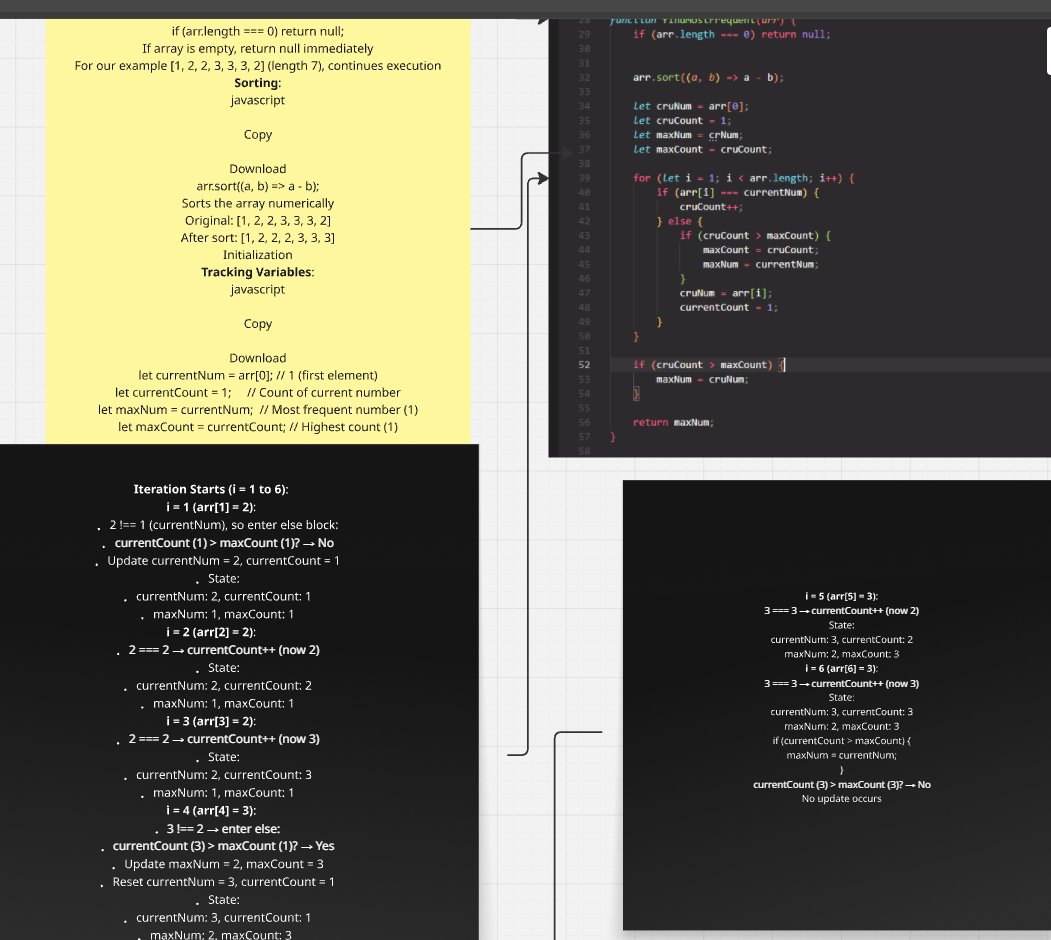 if (arr.length === 0) return null;
If array is empty, return null immediately
For our example [1, 2, 2, 3, 3, 3, 2] (length 7), continues execution
Sorting:
javascript
Copy
Download
arr.sort((a, b) => a - b);
Sorts the array numerically
Original: [1, 2, 2, 3, 3, 3, 2]
After sort: [1, 2, 2, 2, 3, 3, 3]
Initialization
Tracking Variables:
javascript
Copy
Download
let currentNum = arr[0]; // 1 (first element)
let currentCount = 1;     // Count of current number
let maxNum = currentNum;  // Most frequent number (1)
let maxCount = currentCount; // Highest count (1)
28 function findMostFrequent(arr) {
29 if (arr.length === 0) return null;
30
31
32 arr.sort((a, b) => a - b);
33
34 let cruNum = arr[0];
35 let cruCount = 1;
36 let maxNum = crNum;
37 let maxCount = cruCount;
38
39 for (let i = 1; i < arr.length; i++) {
40 if (arr[i] === currentNum) {
41 cruCount++;
42 } else {
43 if (cruCount > maxCount) {
44 maxCount = cruCount;
45 maxNum = currentNum;
46 }
47 cruNum = arr[i];
48 currentCount = 1;
49 }
50 }
51
52 if (cruCount > maxCount) {
53 maxNum = cruNum;
54 }
55
56 return maxNum;
57 }
58
Iteration Starts (i = 1 to 6):
i = 1 (arr[1] = 2):
. 2 !== 1 (currentNum), so enter else block:
. currentCount (1) > maxCount (1)? → No
. Update currentNum = 2, currentCount = 1
. State:
. currentNum: 2, currentCount: 1
. maxNum: 1, maxCount: 1
i = 2 (arr[2] = 2):
. 2 === 2 → currentCount++ (now 2)
. State:
. currentNum: 2, currentCount: 2
. maxNum: 1, maxCount: 1
i = 3 (arr[3] = 2):
. 2 === 2 → currentCount++ (now 3)
. State:
. currentNum: 2, currentCount: 3
. maxNum: 1, maxCount: 1
i = 4 (arr[4] = 3):
. 3 !== 2 → enter else:
. currentCount (3) > maxCount (1)? → Yes
. Update maxNum = 2, maxCount = 3
. Reset currentNum = 3, currentCount = 1
. State:
. currentNum: 3, currentCount: 1
. maxNum: 2, maxCount: 3
i = 5 (arr[5] = 3):
3 === 3 → currentCount++ (now 2)
State:
currentNum: 3, currentCount: 2
maxNum: 2, maxCount: 3
i = 6 (arr[6] = 3):
3 === 3 → currentCount++ (now 3)
State:
currentNum: 3, currentCount: 3
maxNum: 2, maxCount: 3
if (currentCount > maxCount) {
maxNum = currentNum;
}
currentCount (3) > maxCount (3)? → No
No update occurs